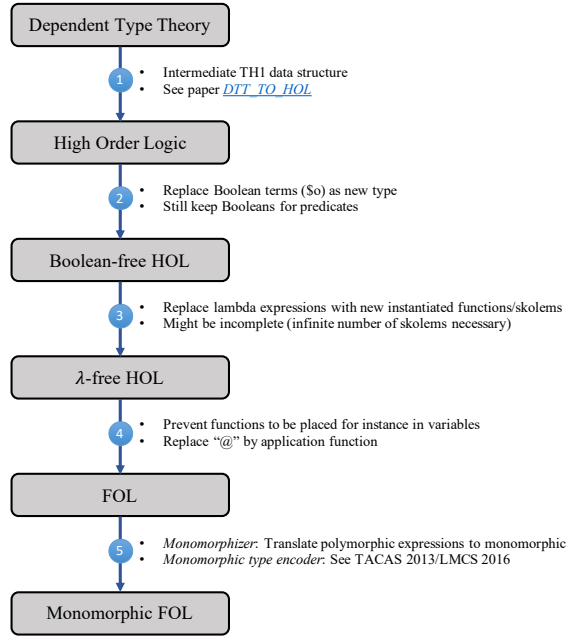 Dependent Type Theory
1
• Intermediate TH1 data structure
• See paper DTT_TO_HOL
High Order Logic
2
• Replace Boolean terms ($o) as new type
• Still keep Booleans for predicates
Boolean-free HOL
3
• Replace lambda expressions with new instantiated functions/skolems
• Might be incomplete (infinite number of skolems necessary)
λ-free HOL
4
• Prevent functions to be placed for instance in variables
• Replace “@” by application function
FOL
5
• Monomorphizer: Translate polymorphic expressions to monomorphic
• Monomorphic type encoder: See TACAS 2013/LMCS 2016
Monomorphic FOL